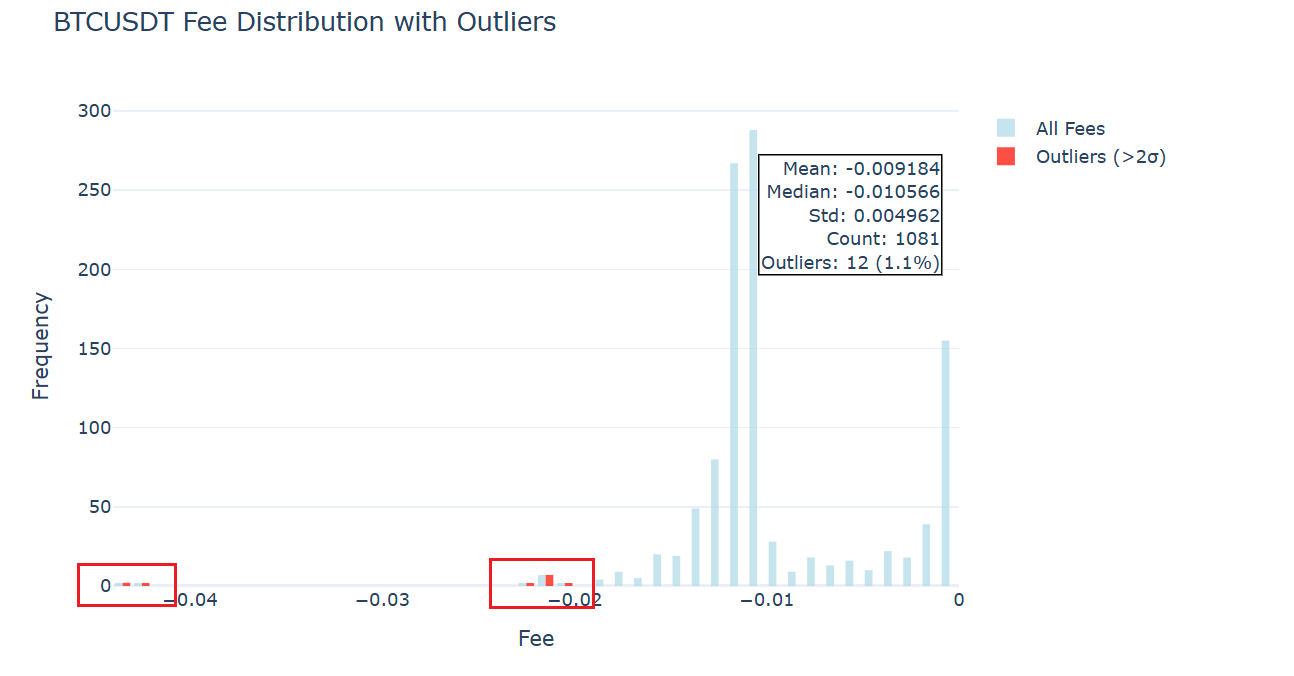 BTCUSDT Fee Distribution with Outliers
300
250
200
150
100
50
0
Frequency
−0.04
−0.03
−0.02
−0.01
0
Fee
Mean: -0.009184
Median: -0.010566
Std: 0.004962
Count: 1081
Outliers: 12 (1.1%)
All Fees
Outliers (>2σ)